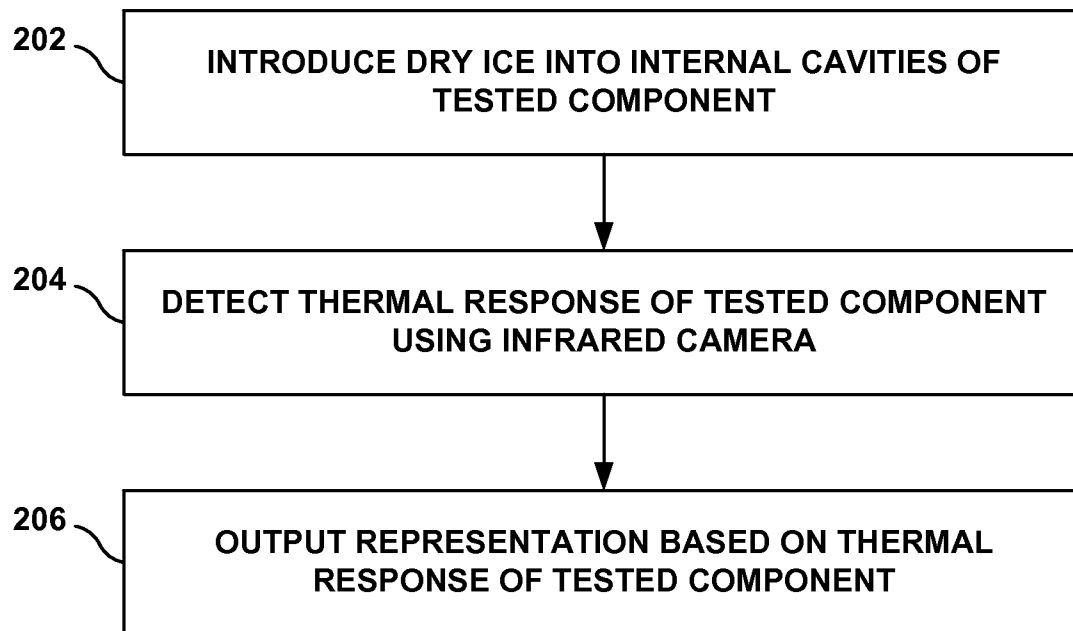 202
INTRODUCE DRY ICE INTO INTERNAL CAVITIES OF
TESTED COMPONENT
204
DETECT THERMAL RESPONSE OF TESTED COMPONENT
USING INFRARED CAMERA
206
OUTPUT REPRESENTATION BASED ON THERMAL
RESPONSE OF TESTED COMPONENT